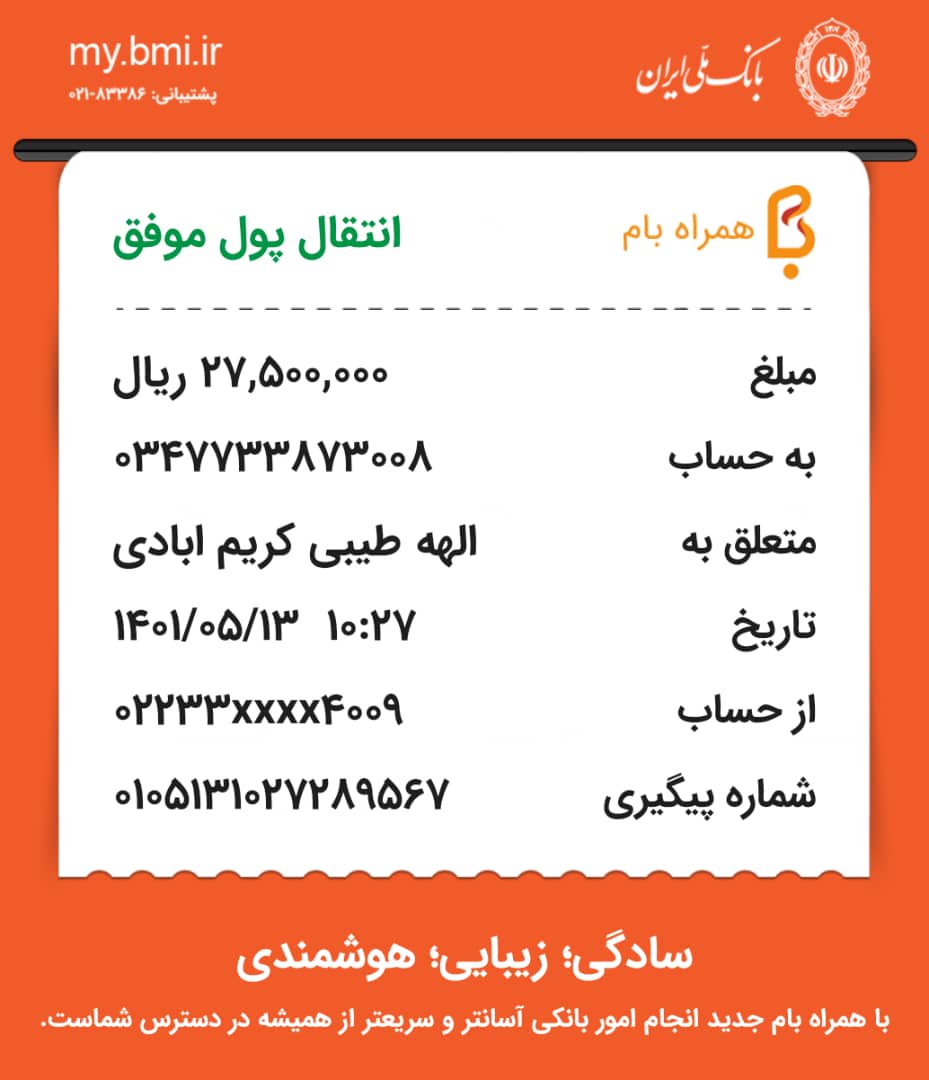 بانک ملّی ایران
my.bmi.ir
پشتیبانی: ۸۳۳۸۶-۰۲۱
همراه بام
انتقال پول موفق
مبلغ ۲۷,۵۰۰,۰۰۰ ریال
به حساب ۰۳۴۷۷۳۳۸۷۳۰۰۸
متعلق به الهه طیبی کریم ابادی
تاریخ ۱۴۰۱/۰۵/۱۳ ۱۰:۲۷
از حساب ۰۲۲۳۳xxxx۴۰۰۹
شماره پیگیری ۰۱۰۵۱۳۱۰۲۷۲۸۹۵۶۷
سادگی؛ زیبایی؛ هوشمندی
با همراه بام جدید انجام امور بانکی آسانتر و سریعتر از همیشه در دسترس شماست.